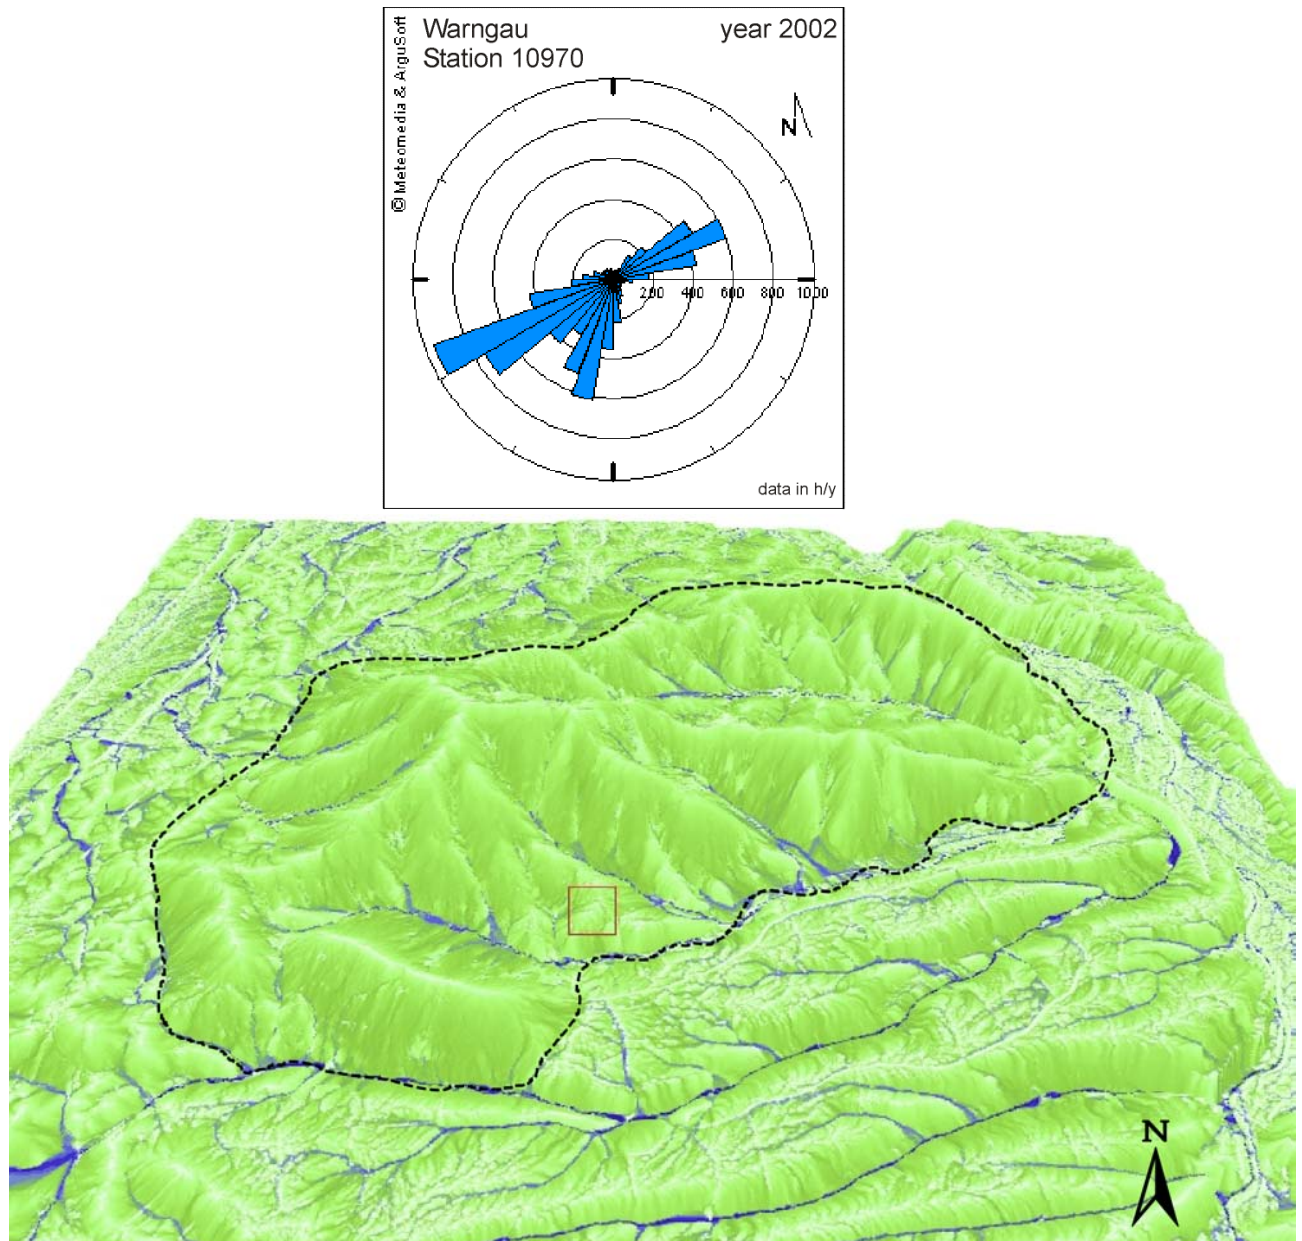 Warngau
year 2002
Station 10970
© Meteomedia & ArguSoft
N
200 400 600 800 1000
data in h/y
N